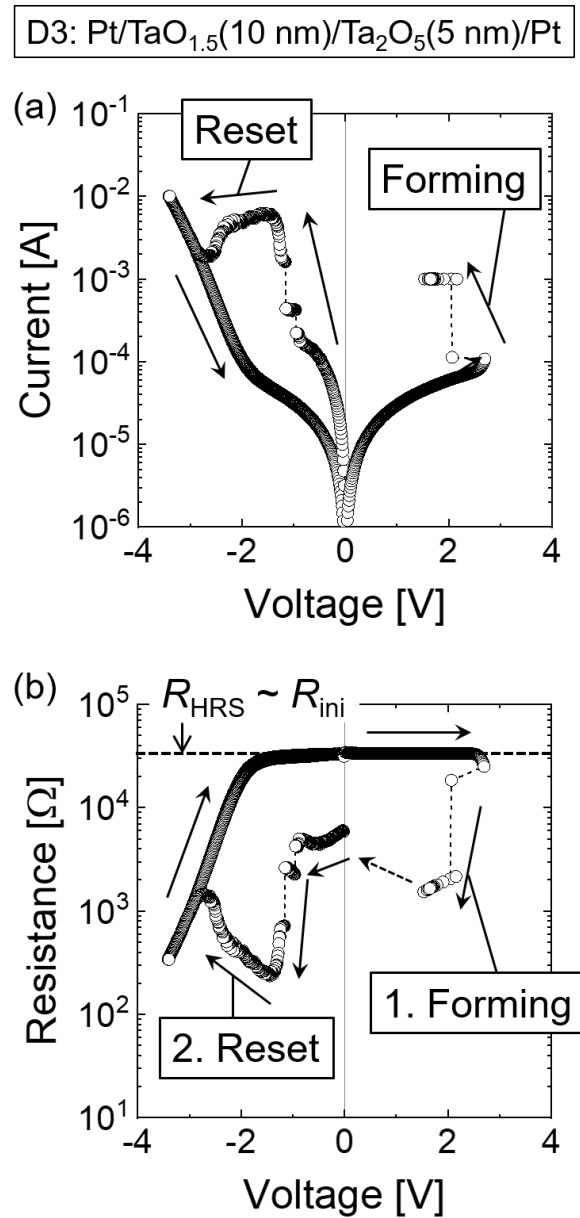 D3: Pt/TaO1.5(10 nm)/Ta2O5(5 nm)/Pt
(a)
10-1
10-2
10-3
10-4
10-5
10-6
Current [A]
Reset
Forming
-4 -2 0 2 4
Voltage [V]
(b)
105
104
103
102
101
Resistance [Ω]
RHRS ~ Rini
1. Forming
2. Reset
-4 -2 0 2 4
Voltage [V]